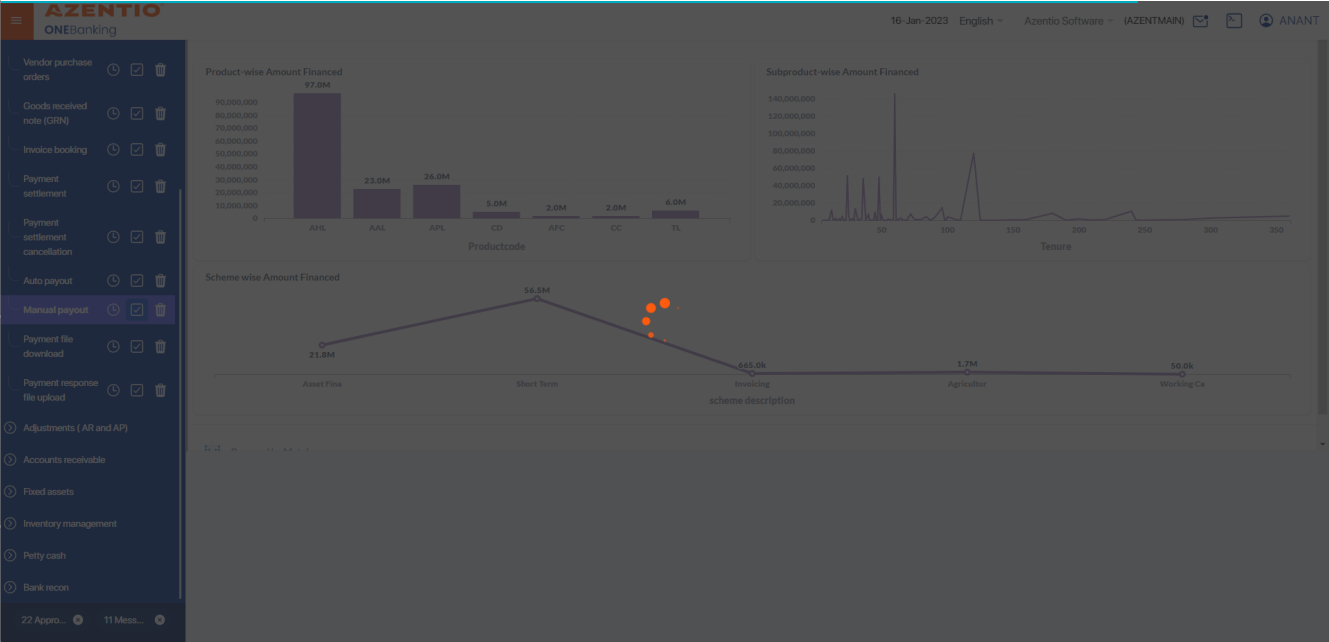 AZENTIO
ONEBanking
16-Jan-2023 English Azentio Software (AZENTMAIN) ANANT
Vendor purchase
orders
Goods received
note (GRN)
Invoice booking
Payment
settlement
Payment
settlement
cancellation
Auto payout
Manual payout
Payment file
download
Payment response
file upload
Adjustments ( AR and AP)
Accounts receivable
Fixed assets
Inventory management
Petty cash
Bank recon
22 Appro... 11 Mess...
Product-wise Amount Financed
97.0M
90,000,000
80,000,000
70,000,000
60,000,000
50,000,000
40,000,000
30,000,000
20,000,000
10,000,000
0
23.0M
26.0M
5.0M
2.0M
2.0M
6.0M
AHL AAL APL CD AFC CC TL
Productcode
Subproduct-wise Amount Financed
140,000,000
120,000,000
100,000,000
80,000,000
60,000,000
40,000,000
20,000,000
0
50 100 150 200 250 300 350
Tenure
Scheme wise Amount Financed
56.5M
21.8M
665.0k
1.7M
50.0k
Asset Fina Short Term Invoicing Agricultur Working Ca
scheme description